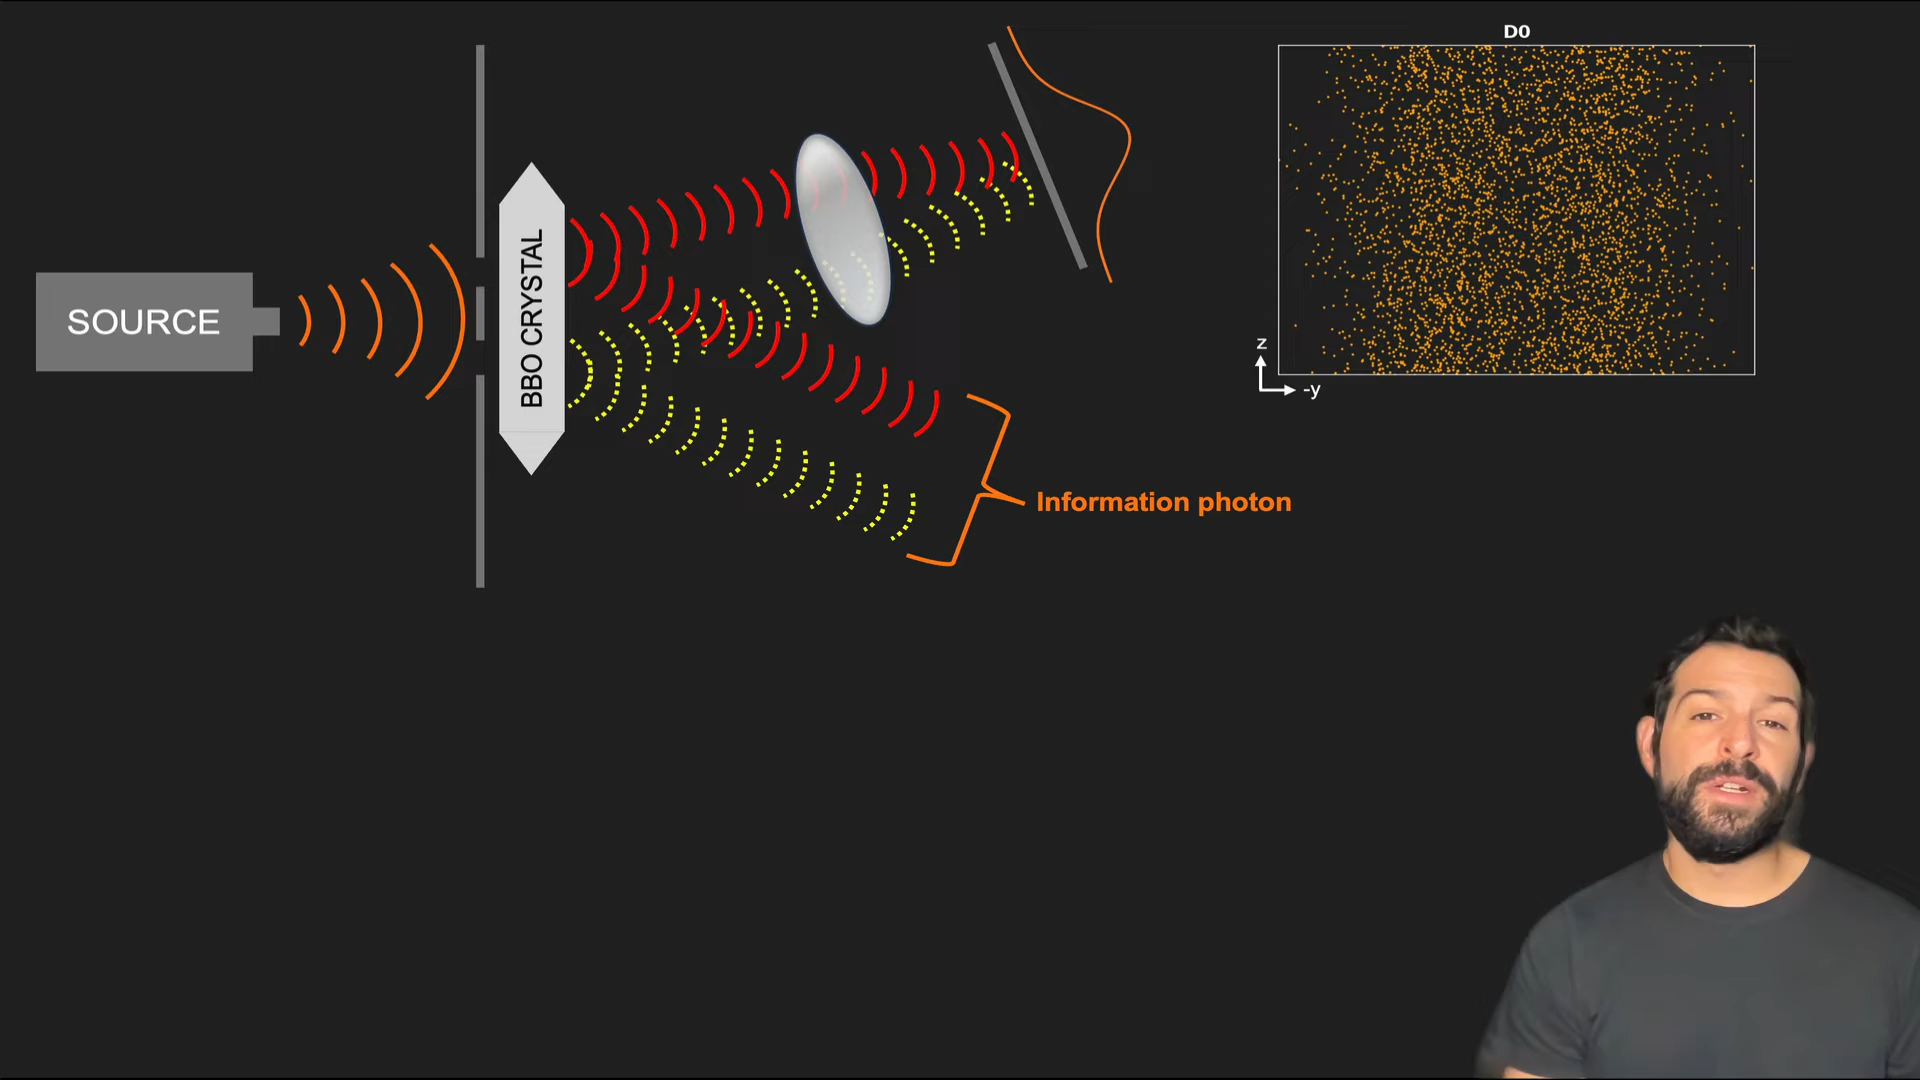 SOURCE
BBO CRYSTAL
D0
z
-y
Information photon